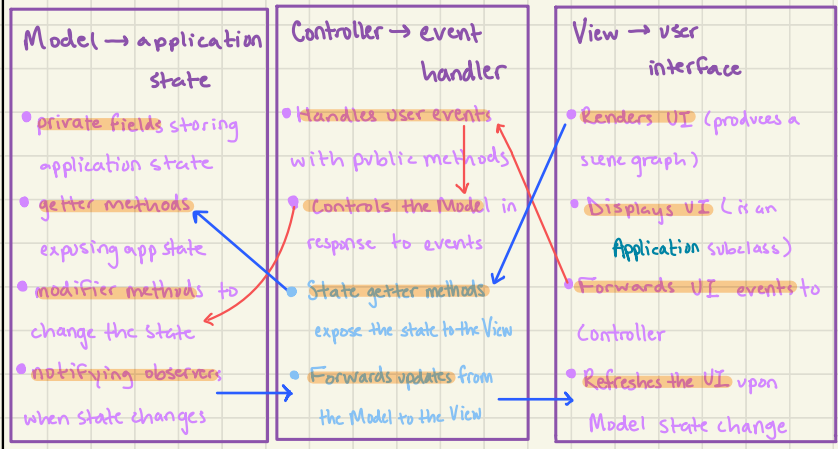 Model → application
state
• private fields storing
application state
• getter methods
exposing app state
• modifier methods to
change the state
• notifying observers
when state changes
Controller → event
handler
• Handles user events
with public methods
• Controls the Model in
response to events
• State getter methods
expose the state to the View
• Forwards updates from
the Model to the View
View → user
interface
• Renders UI (produces a
scene graph)
• Displays UI (is an
Application subclass)
• Forwards UI events to
Controller
• Refreshes the UI upon
Model state change